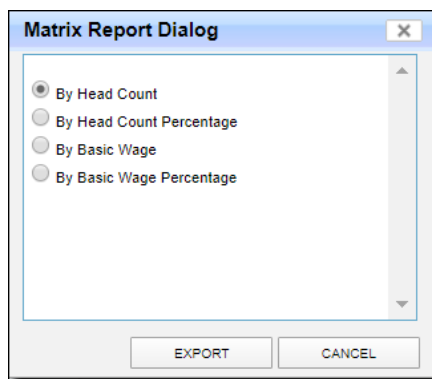 Matrix Report Dialog
By Head Count
By Head Count Percentage
By Basic Wage
By Basic Wage Percentage
EXPORT
CANCEL